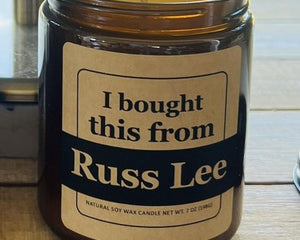 I bought
this from
Russ Lee
NATURAL SOY WAX CANDLE NET WT. 7 OZ (198G)